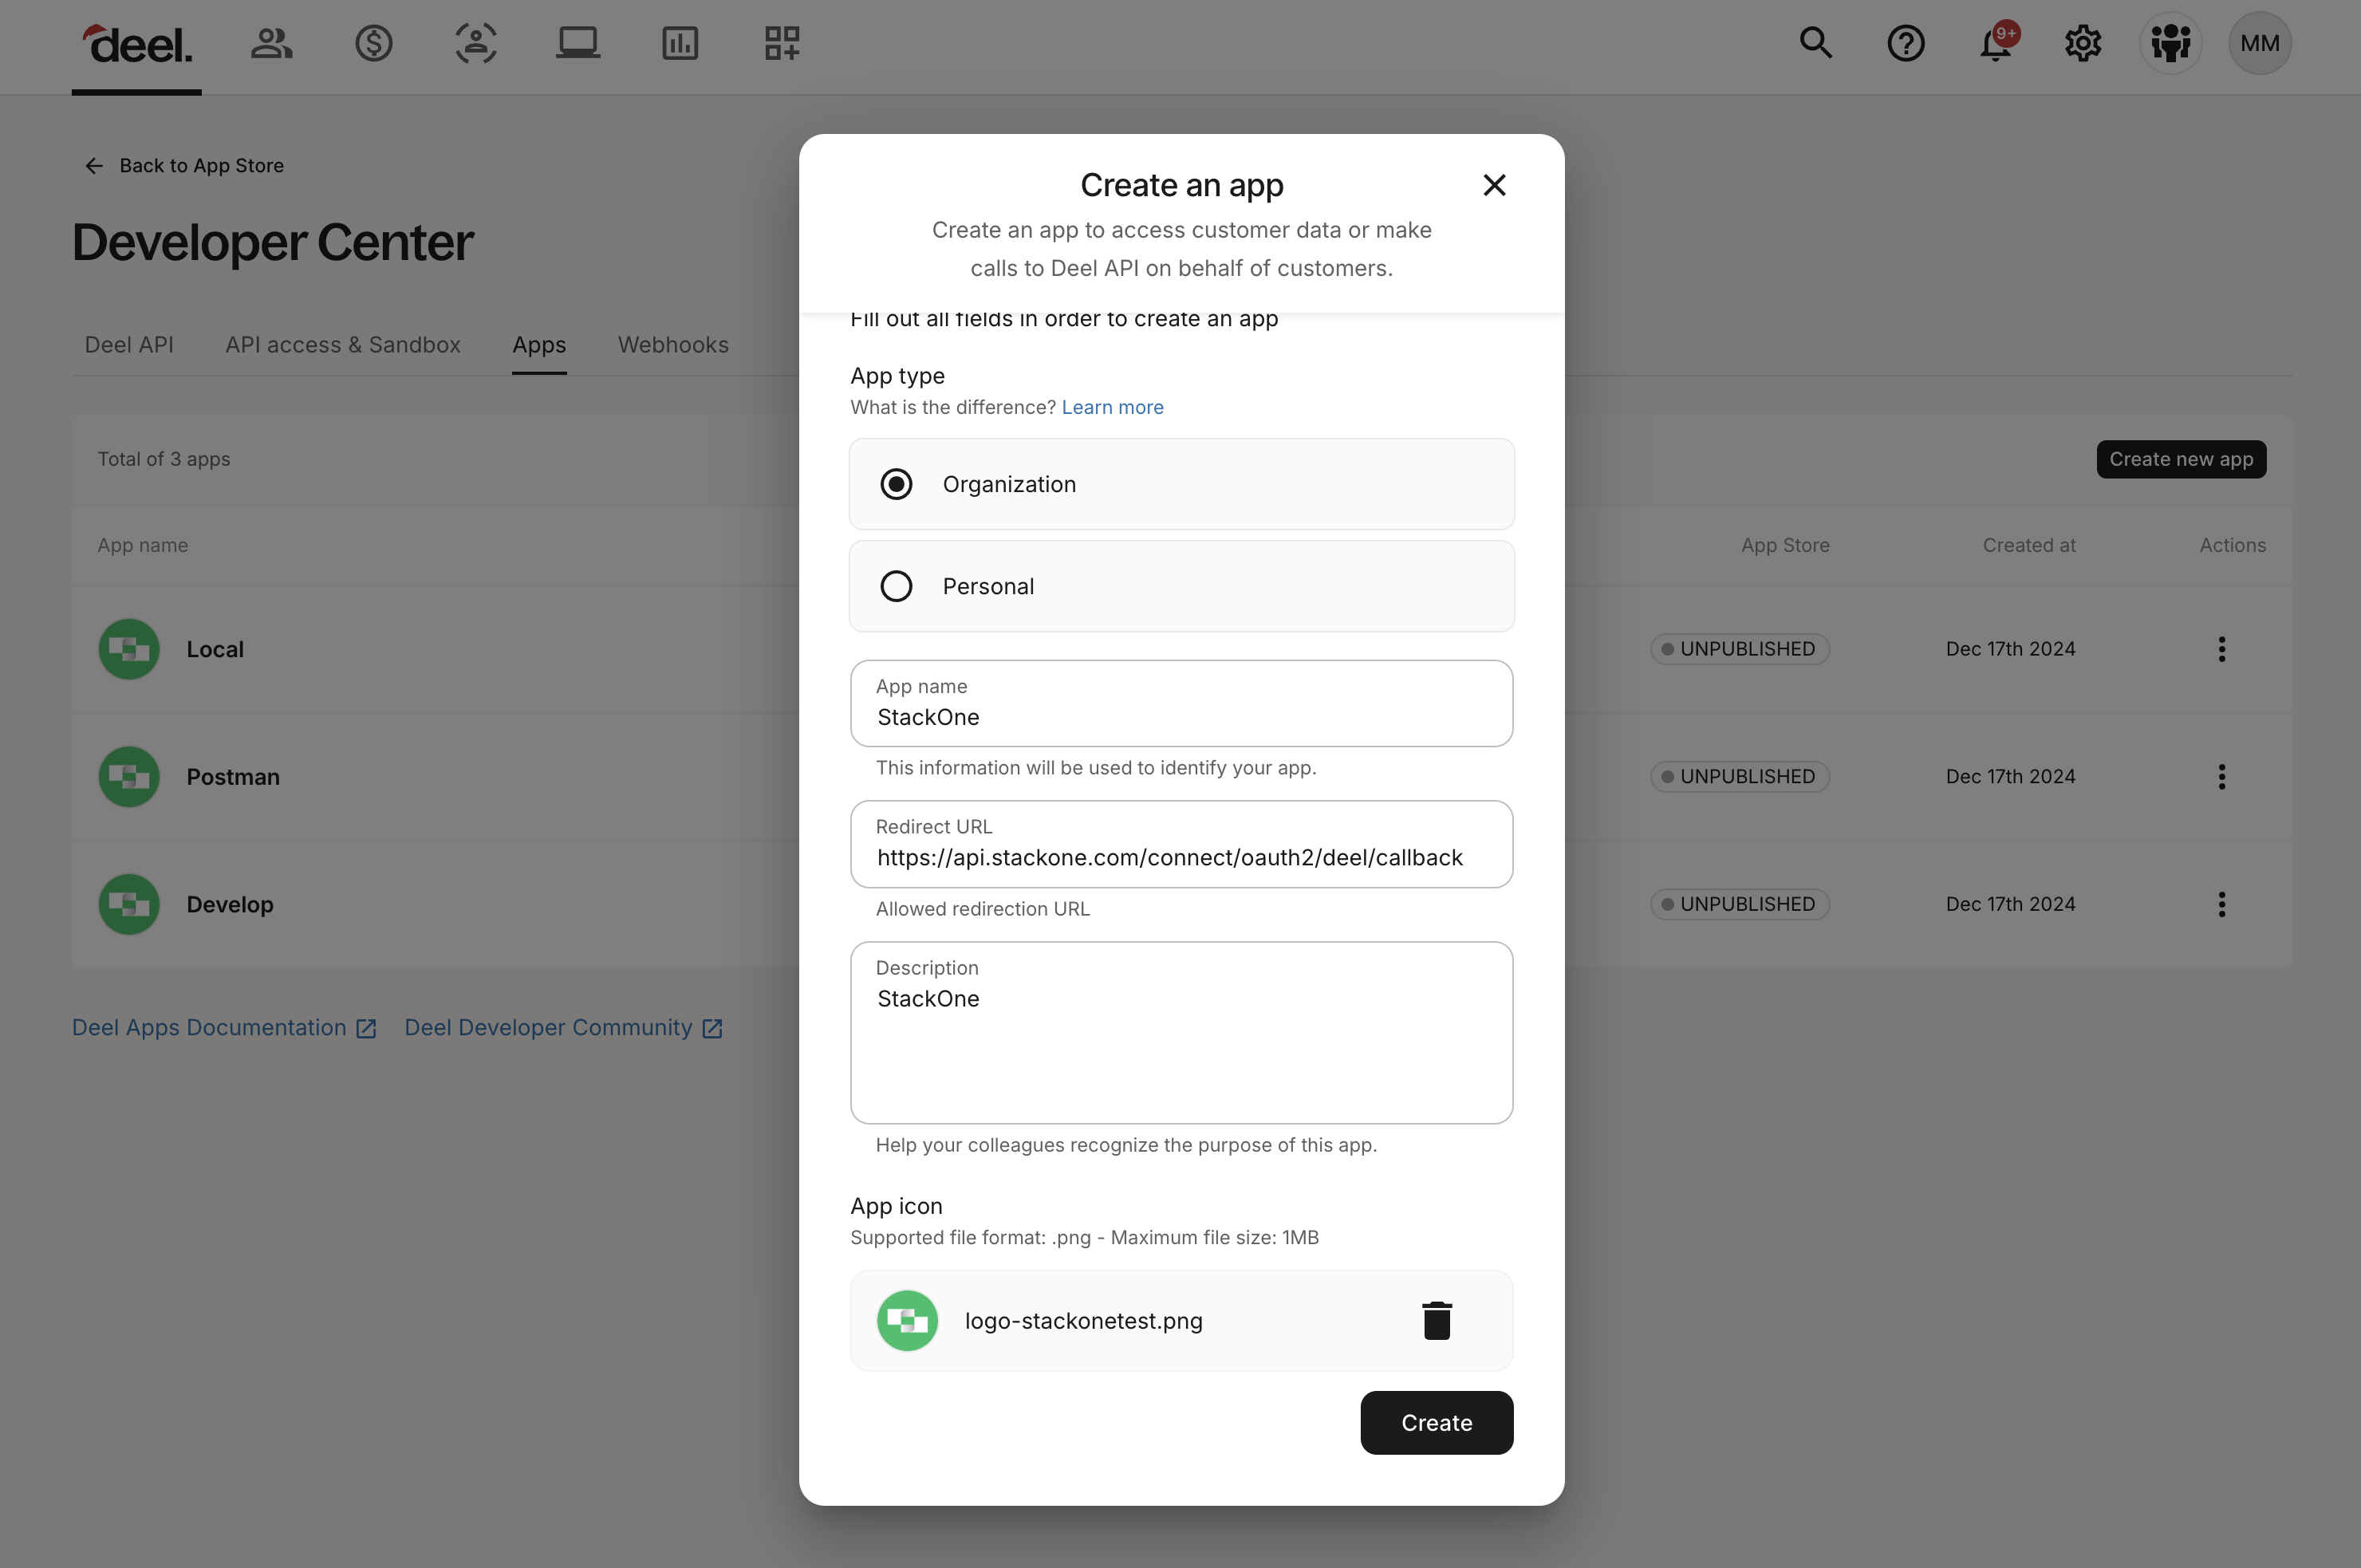 deel.
9+
MM
Back to App Store
Developer Center
Deel API
API access & Sandbox
Apps
Webhooks
Total of 3 apps
Create new app
App name
App Store
Created at
Actions
Local
UNPUBLISHED
Dec 17th 2024
Postman
UNPUBLISHED
Dec 17th 2024
Develop
UNPUBLISHED
Dec 17th 2024
Deel Apps Documentation
Deel Developer Community
Create an app
Create an app to access customer data or make
calls to Deel API on behalf of customers.
Fill out all fields in order to create an app
App type
What is the difference? Learn more
Organization
Personal
App name
StackOne
This information will be used to identify your app.
Redirect URL
https://api.stackone.com/connect/oauth2/deel/callback
Allowed redirection URL
Description
StackOne
Help your colleagues recognize the purpose of this app.
App icon
Supported file format: .png - Maximum file size: 1MB
logo-stackonetest.png
Create